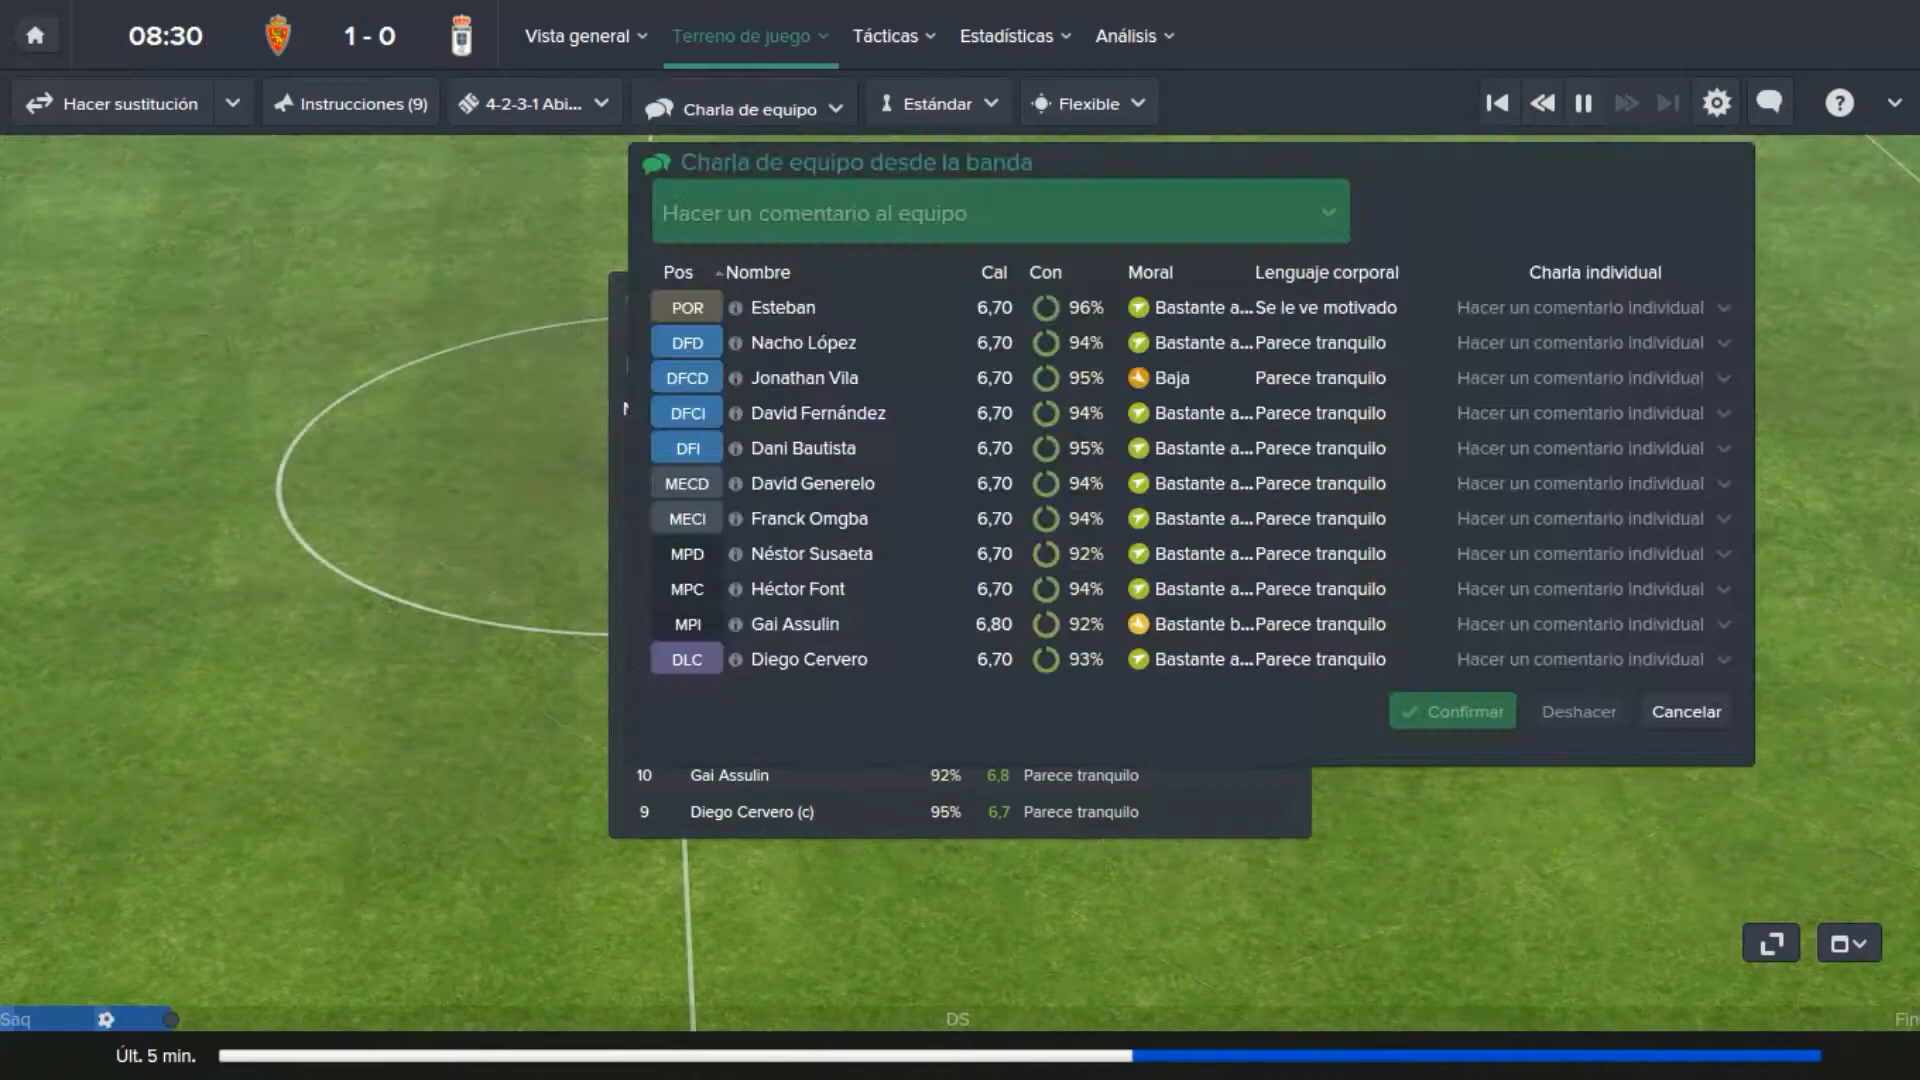 08:30 1 - 0 Vista general Terreno de juego Tácticas Estadísticas Análisis
Hacer sustitución Instrucciones (9) 4-2-3-1 Abi... Charla de equipo Estándar Flexible ?
Charla de equipo desde la banda
Hacer un comentario al equipo
Pos Nombre Cal Con Moral Lenguaje corporal Charla individual
POR Esteban 6,70 96% Bastante a... Se le ve motivado Hacer un comentario individual
DFD Nacho López 6,70 94% Bastante a... Parece tranquilo Hacer un comentario individual
DFCD Jonathan Vila 6,70 95% Baja Parece tranquilo Hacer un comentario individual
DFCI David Fernández 6,70 94% Bastante a... Parece tranquilo Hacer un comentario individual
DFI Dani Bautista 6,70 95% Bastante a... Parece tranquilo Hacer un comentario individual
MECD David Generelo 6,70 94% Bastante a... Parece tranquilo Hacer un comentario individual
MECI Franck Omgba 6,70 94% Bastante a... Parece tranquilo Hacer un comentario individual
MPD Néstor Susaeta 6,70 92% Bastante a... Parece tranquilo Hacer un comentario individual
MPC Héctor Font 6,70 94% Bastante a... Parece tranquilo Hacer un comentario individual
MPI Gai Assulin 6,80 92% Bastante b... Parece tranquilo Hacer un comentario individual
DLC Diego Cervero 6,70 93% Bastante a... Parece tranquilo Hacer un comentario individual
Confirmar Deshacer Cancelar
10 Gai Assulin 92% 6,8 Parece tranquilo
9 Diego Cervero (c) 95% 6,7 Parece tranquilo
Saq DS Fin
Últ. 5 min.